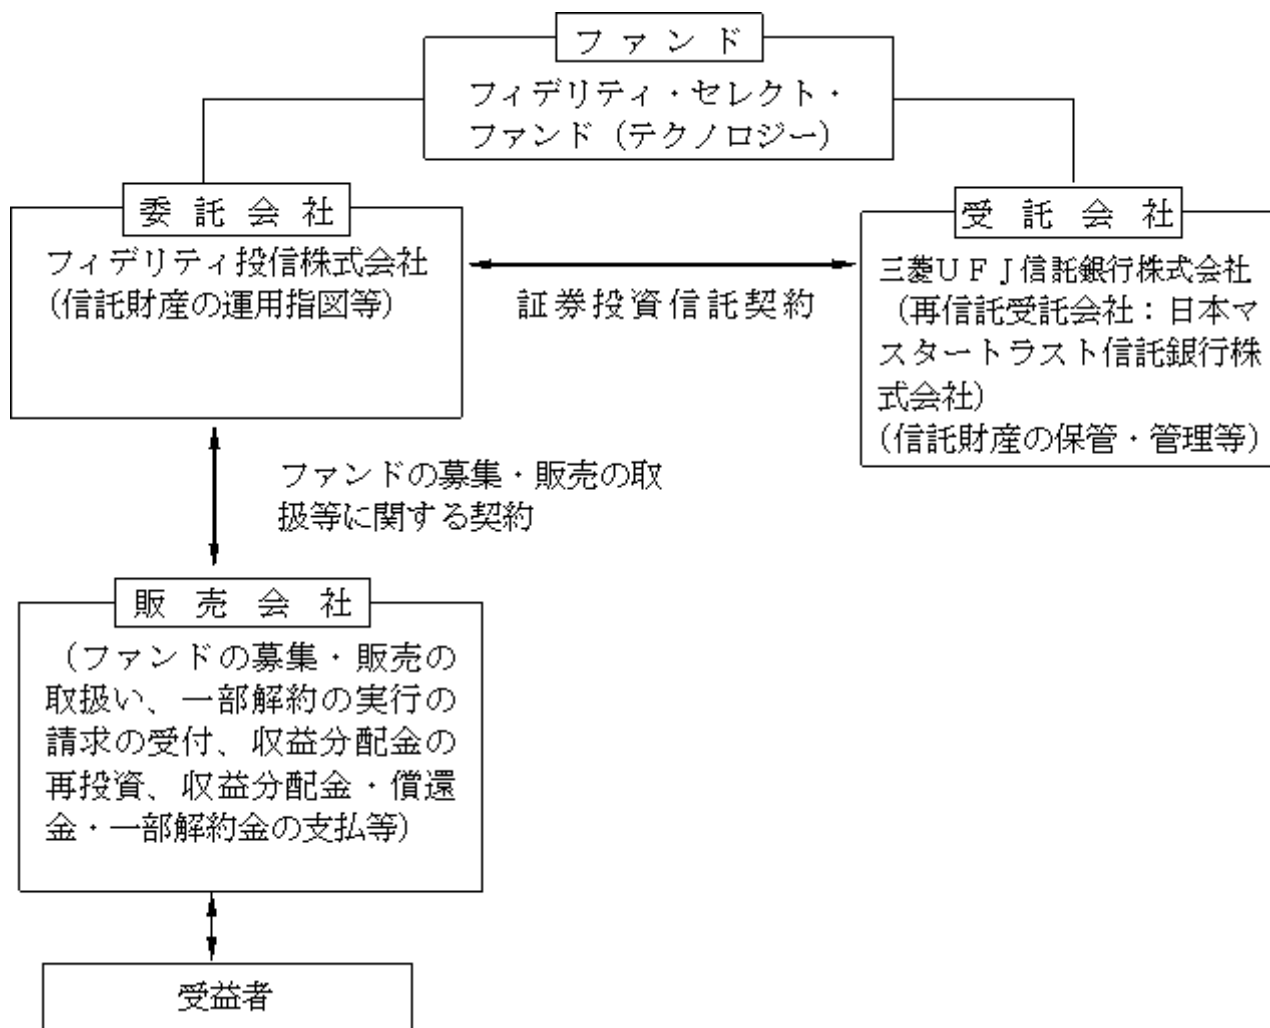 ファンド
フィデリティ・セレクト・
ファンド（テクノロジー）
委託会社
フィデリティ投信株式会社
（信託財産の運用指図等）
証券投資信託契約
受託会社
三菱ＵＦＪ信託銀行株式会社
（再信託受託会社：日本マ
スタートラスト信託銀行株
式会社）
（信託財産の保管・管理等）
ファンドの募集・販売の取
扱等に関する契約
販売会社
（ファンドの募集・販売の
取扱い、一部解約の実行の
請求の受付、収益分配金の
再投資、収益分配金・償還
金・一部解約金の支払等）
受益者